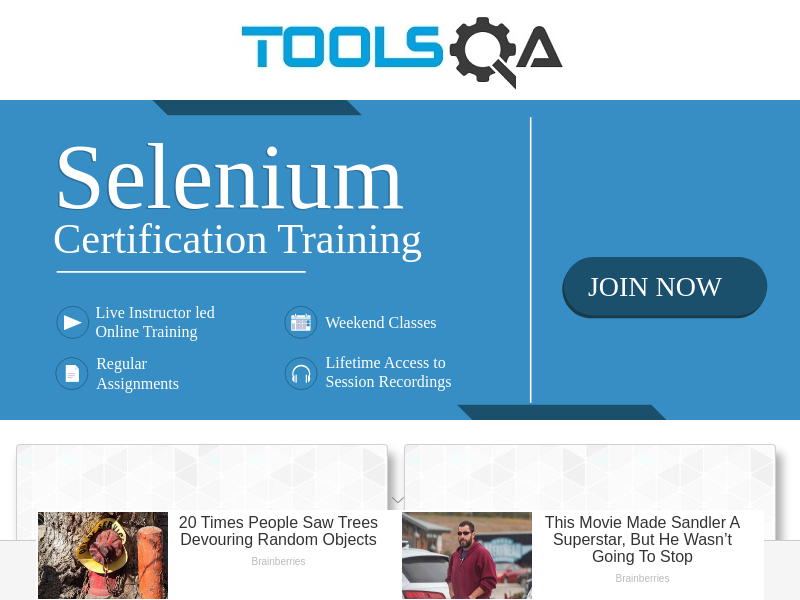 TOOLSQA
Selenium
Certification Training
JOIN NOW
Live Instructor led
Online Training
Weekend Classes
Regular
Assignments
Lifetime Access to
Session Recordings
20 Times People Saw Trees
Devouring Random Objects
Brainberries
This Movie Made Sandler A
Superstar, But He Wasn't
Going To Stop
Brainberries